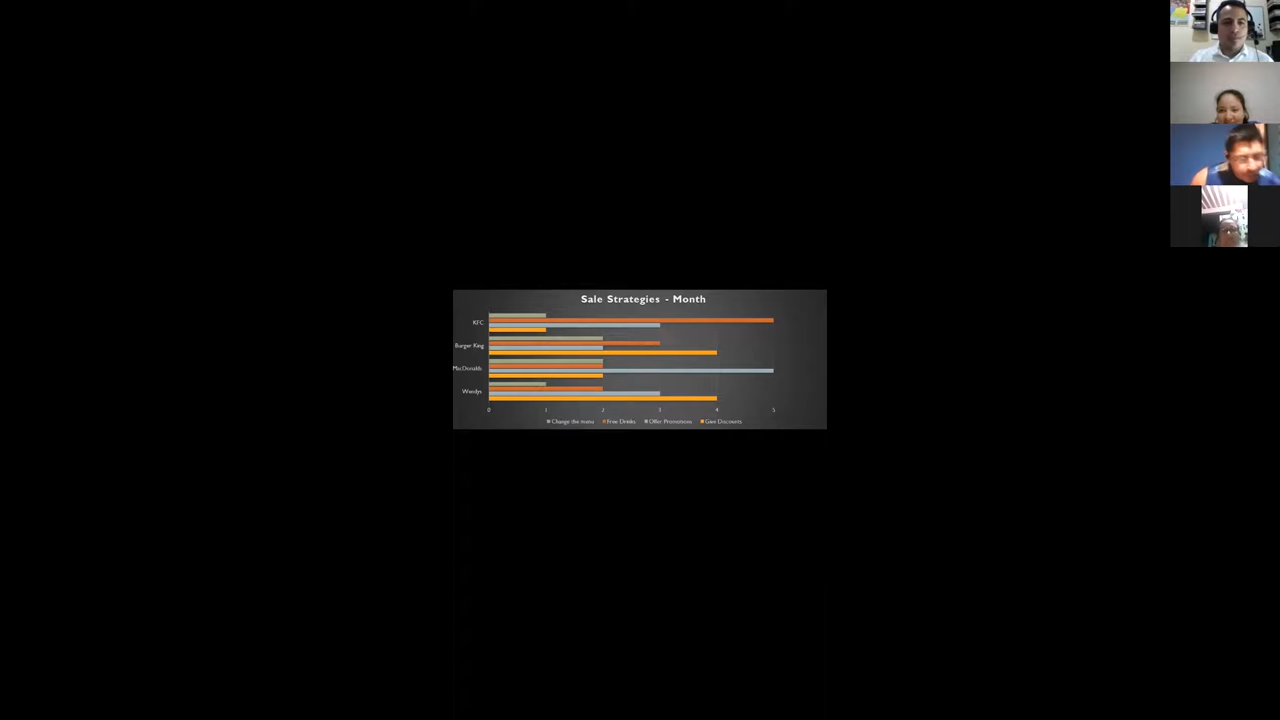 Sale Strategies - Month
KFC
Burger King
MacDonalds
Wendys
0 1 2 3 4 5
Change the menu Free Drinks Offer Promotions Give Discounts